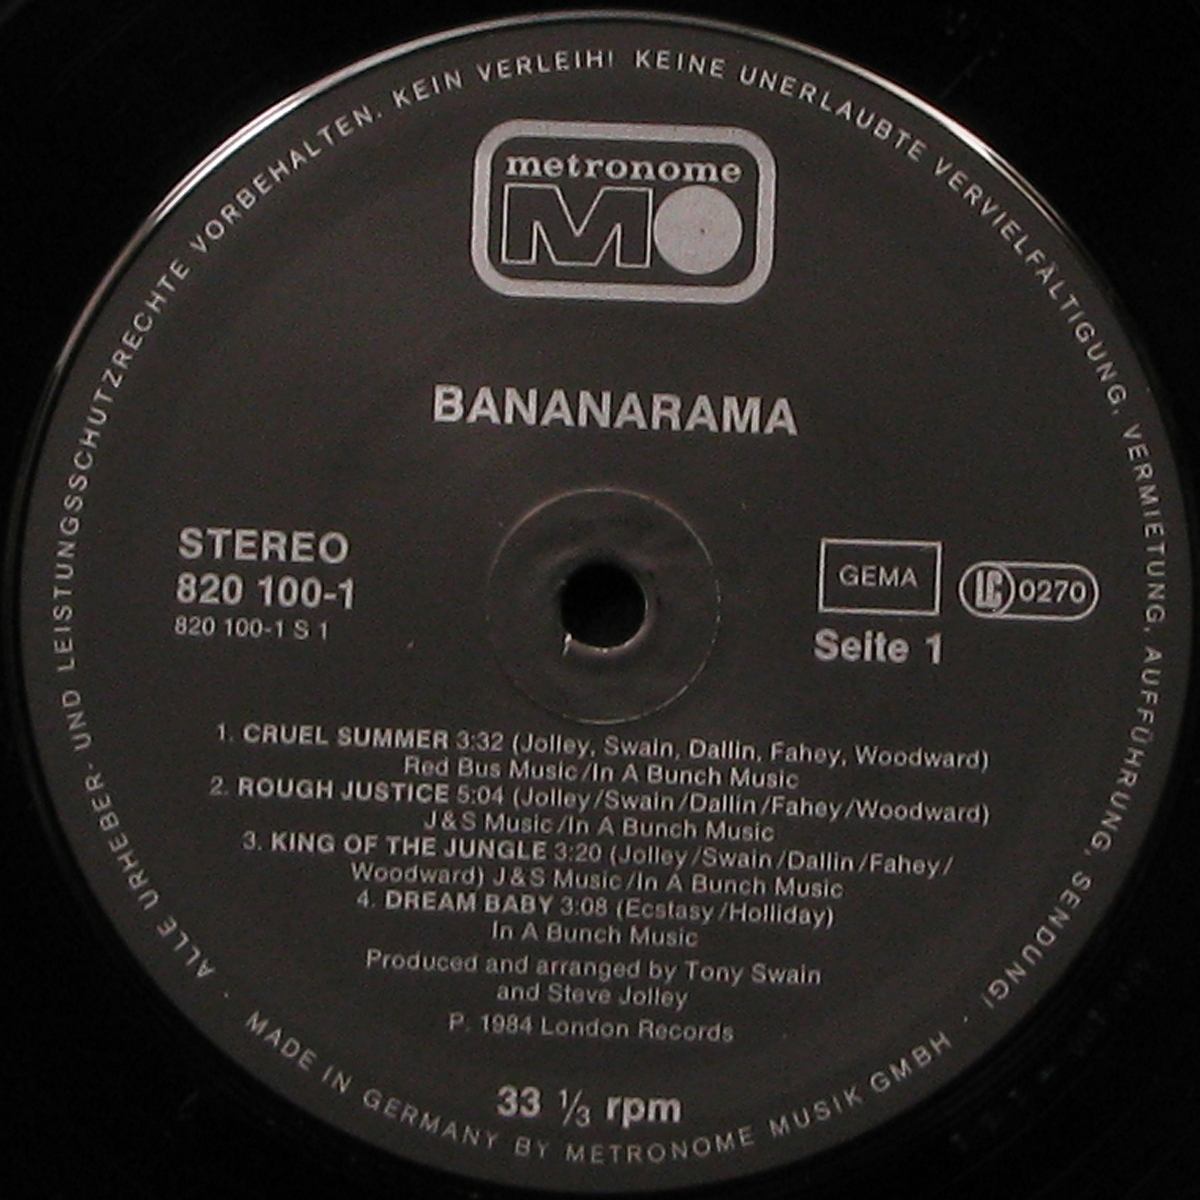 ALLE URHEBER- UND LEISTUNGSSCHUTZRECHTE VORBEHALTEN. KEIN VERLEIH! KEINE UNERLAUBTE VERVIELFÄLTIGUNG, VERMIETUNG, AUFFÜHRUNG, SENDUNG!
metronome
MO
BANANARAMA
STEREO
820 100-1
820 100-1 S 1
GEMA
LC 0270
Seite 1
1. CRUEL SUMMER 3:32 (Jolley, Swain, Dallin, Fahey, Woodward)
Red Bus Music/In A Bunch Music
2. ROUGH JUSTICE 5:04 (Jolley/Swain/Dallin/Fahey/Woodward)
J&S Music/In A Bunch Music
3. KING OF THE JUNGLE 3:20 (Jolley/Swain/Dallin/Fahey/
Woodward) J&S Music/In A Bunch Music
4. DREAM BABY 3:08 (Ecstasy/Holliday)
In A Bunch Music
Produced and arranged by Tony Swain
and Steve Jolley
P. 1984 London Records
33 ⅓ rpm
· MADE IN GERMANY BY METRONOME MUSIK GMBH ·